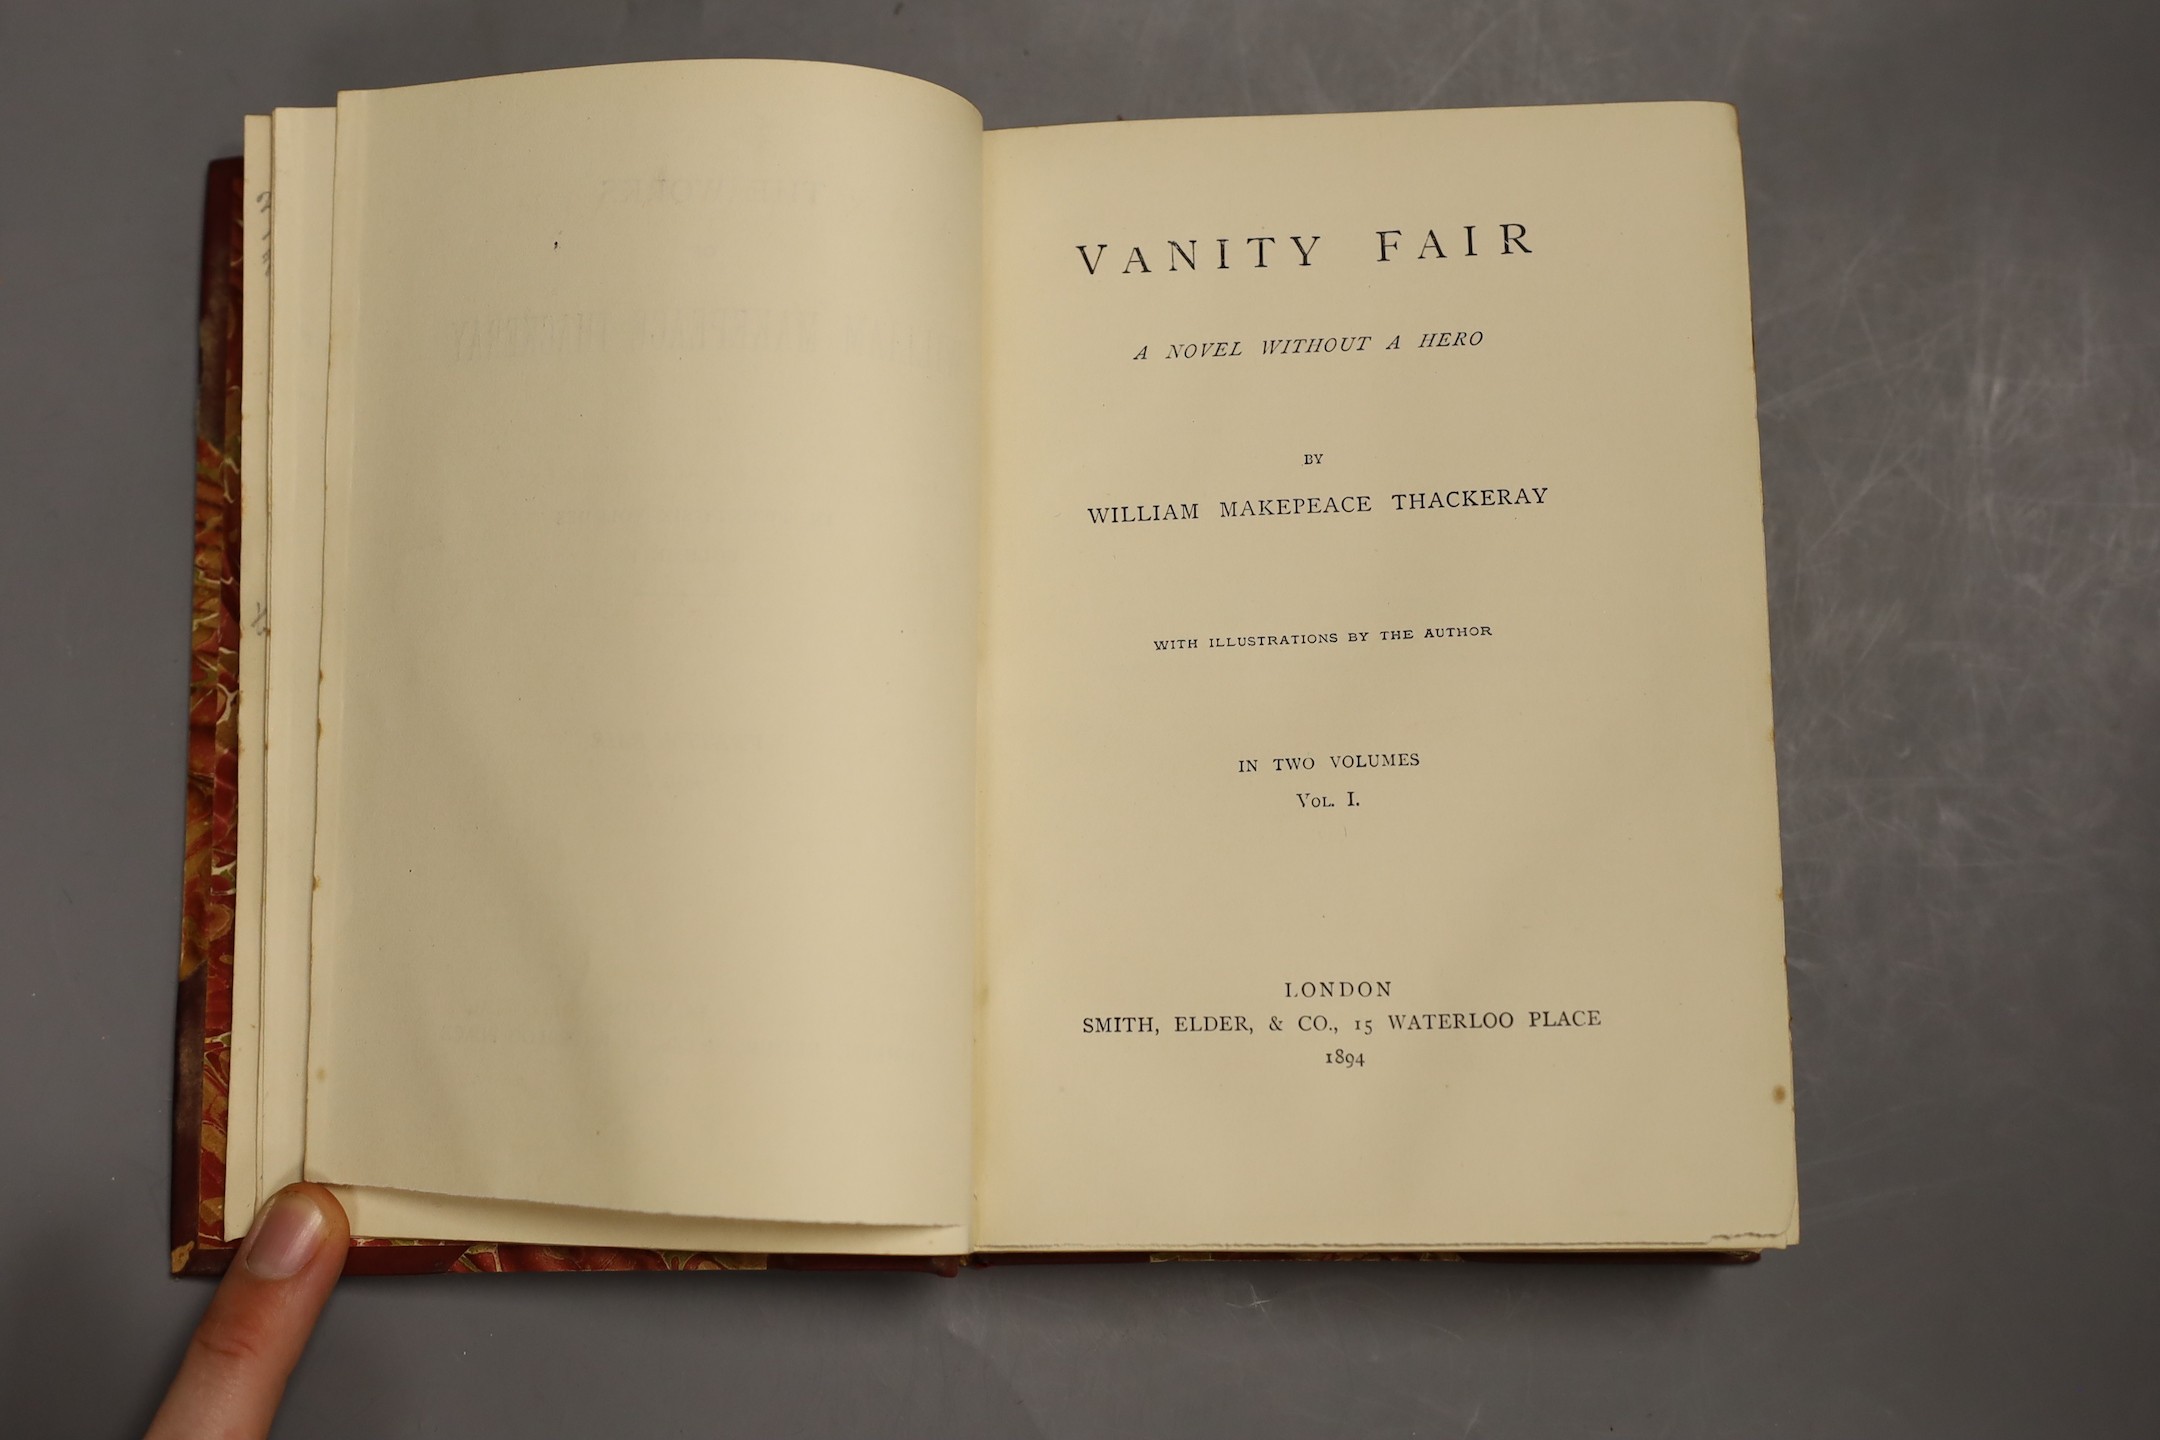 VANITY FAIR
A NOVEL WITHOUT A HERO
BY
WILLIAM MAKEPEACE THACKERAY
WITH ILLUSTRATIONS BY THE AUTHOR
IN TWO VOLUMES
VOL. I.
LONDON
SMITH, ELDER, & CO., 15 WATERLOO PLACE
1894